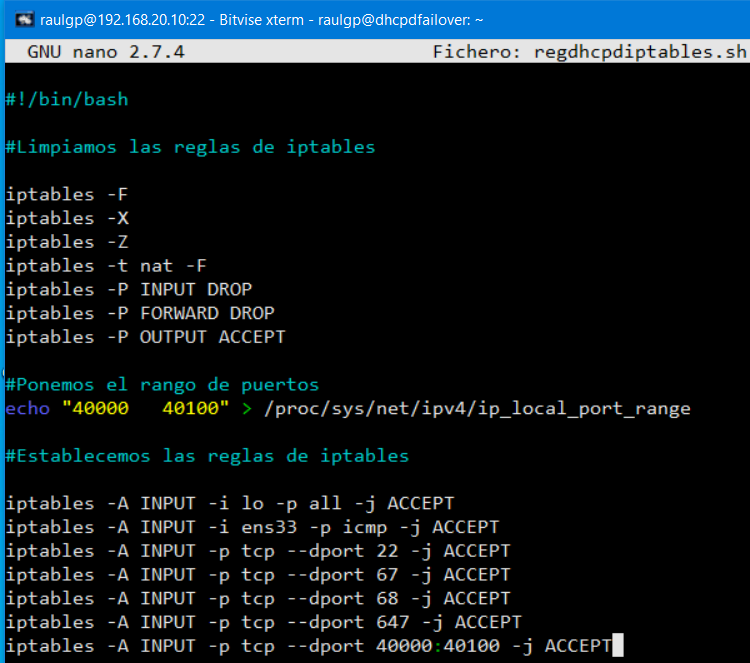 raulgp@192.168.20.10:22 - Bitvise xterm - raulgp@dhcpdfailover: ~
GNU nano 2.7.4 Fichero: regdhcpdiptables.sh
#!/bin/bash
#Limpiamos las reglas de iptables
iptables -F
iptables -X
iptables -Z
iptables -t nat -F
iptables -P INPUT DROP
iptables -P FORWARD DROP
iptables -P OUTPUT ACCEPT
#Ponemos el rango de puertos
echo "40000   40100" > /proc/sys/net/ipv4/ip_local_port_range
#Establecemos las reglas de iptables
iptables -A INPUT -i lo -p all -j ACCEPT
iptables -A INPUT -i ens33 -p icmp -j ACCEPT
iptables -A INPUT -p tcp --dport 22 -j ACCEPT
iptables -A INPUT -p tcp --dport 67 -j ACCEPT
iptables -A INPUT -p tcp --dport 68 -j ACCEPT
iptables -A INPUT -p tcp --dport 647 -j ACCEPT
iptables -A INPUT -p tcp --dport 40000:40100 -j ACCEPT